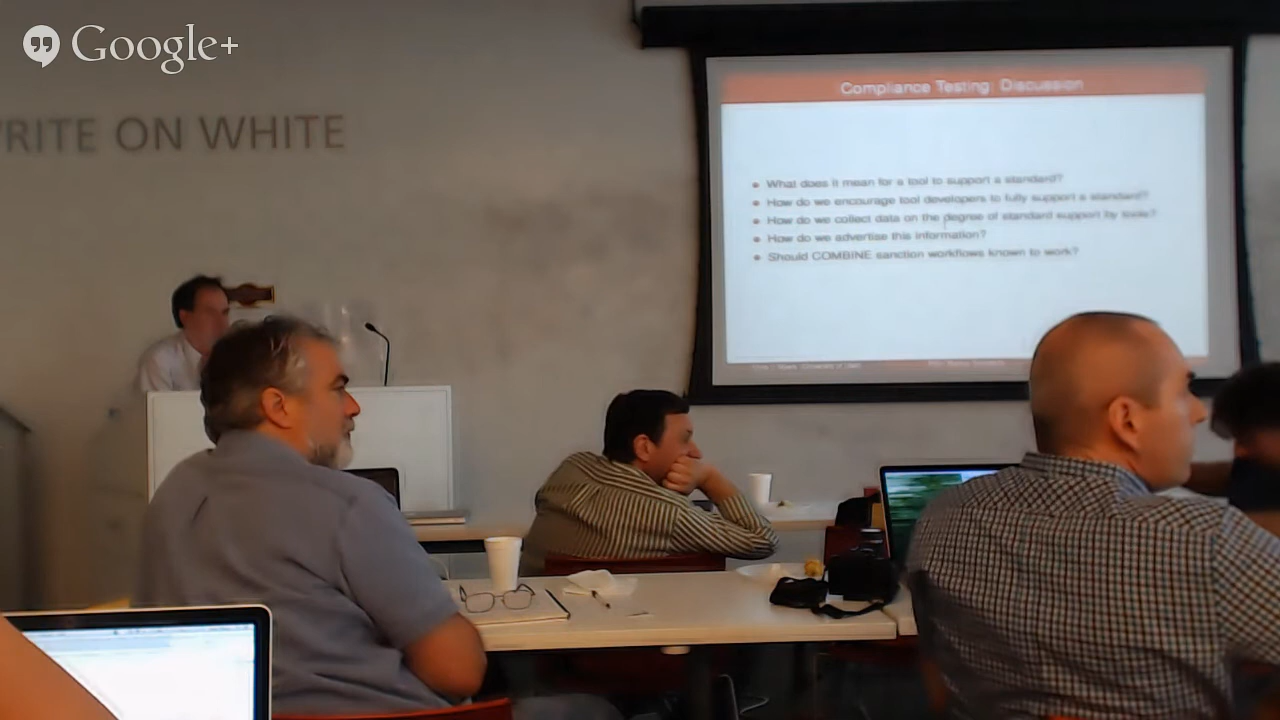 Google+
RITE ON WHITE
Compliance Testing: Discussion
What does it mean for a tool to support a standard?
How do we encourage tool developers to fully support a standard?
How do we collect data on the degree of standard support by tools?
How do we advertise this information?
Should COMBINE sanction workflows known to work?